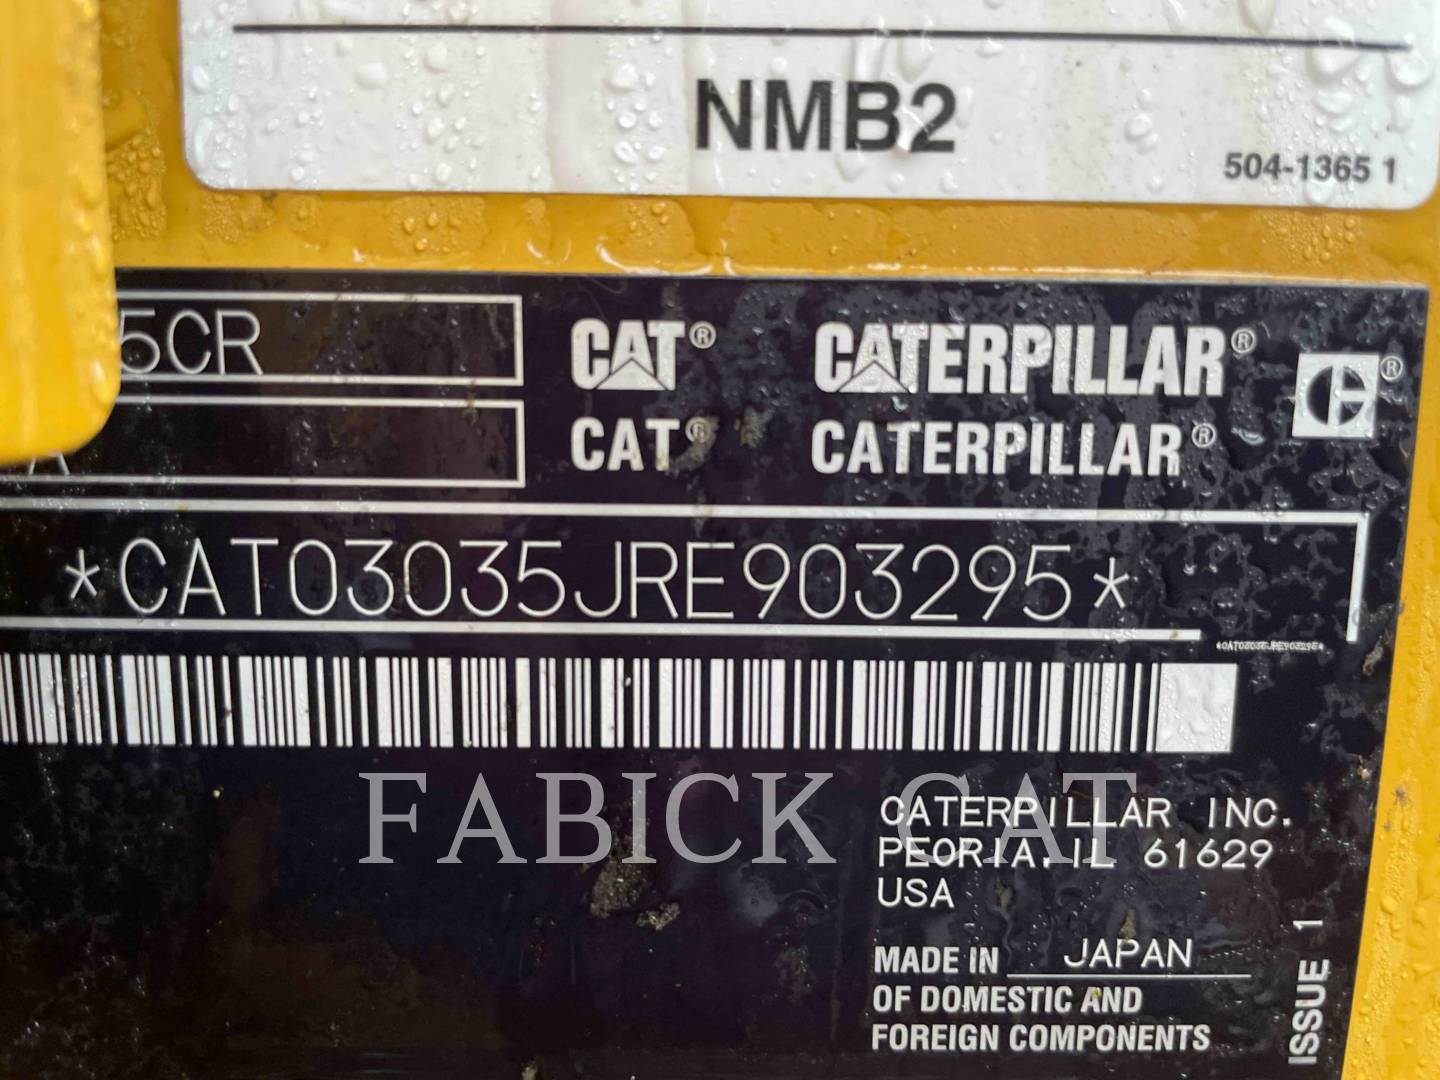 NMB2
504-1365 1
5CR
CAT® CATERPILLAR®
CAT® CATERPILLAR®
A
*CAT03035JRE903295*
*CAT03035JRE903295*
FABICK CAT
CATERPILLAR INC.
PEORIA, IL 61629
USA
MADE IN JAPAN
OF DOMESTIC AND
FOREIGN COMPONENTS
ISSUE 1